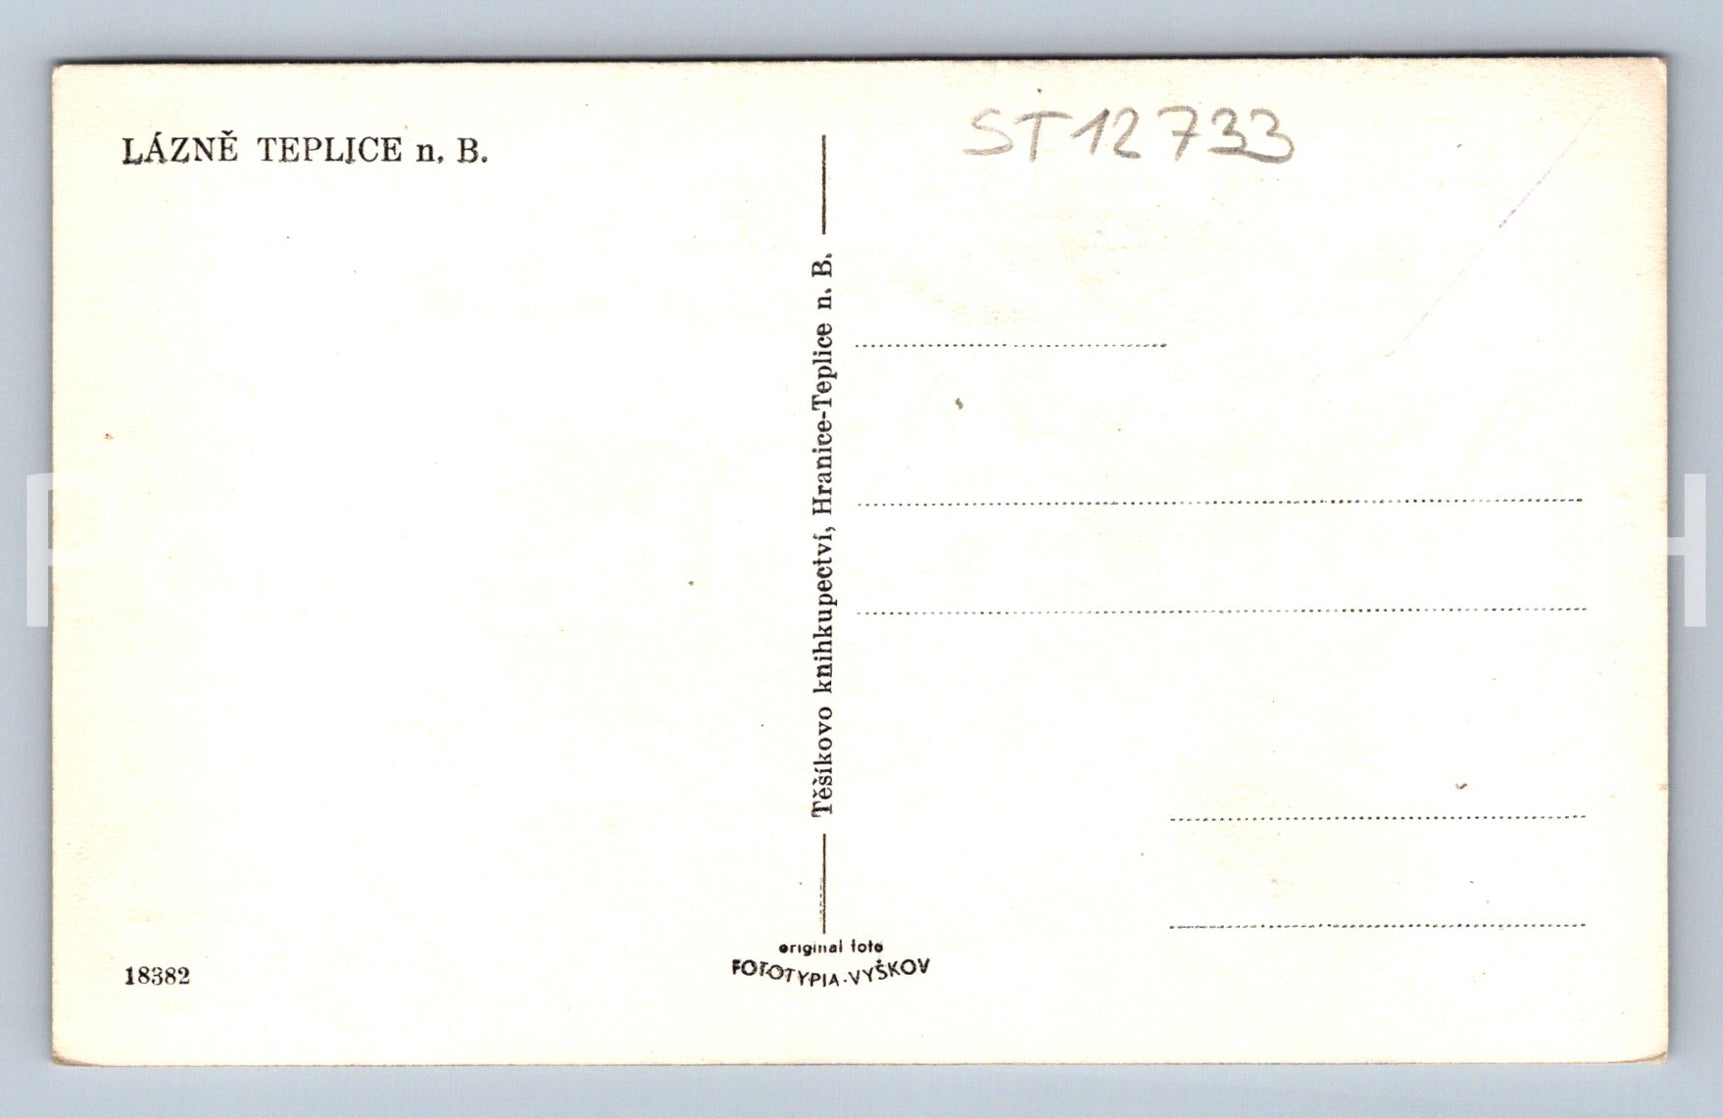 LÁZNĚ TEPLICE n. B.
ST12733
Těšíkovo knihkupectví, Hranice-Teplice n. B.
original foto
FOTOTYPIA-VYŠKOV
18382